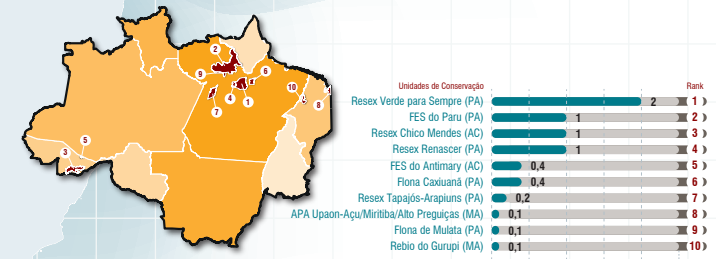 2
9
6
10
8
7
4
1
5
3
Unidades de Conservação Rank
Resex Verde para Sempre (PA) 2 1
FES do Paru (PA) 1 2
Resex Chico Mendes (AC) 1 3
Resex Renascer (PA) 1 4
FES do Antimary (AC) 0,4 5
Flona Caxiuanã (PA) 0,4 6
Resex Tapajós-Arapiuns (PA) 0,2 7
APA Upaon-Açu/Miritiba/Alto Preguiças (MA) 0,1 8
Flona de Mulata (PA) 0,1 9
Rebio do Gurupi (MA) 0,1 10